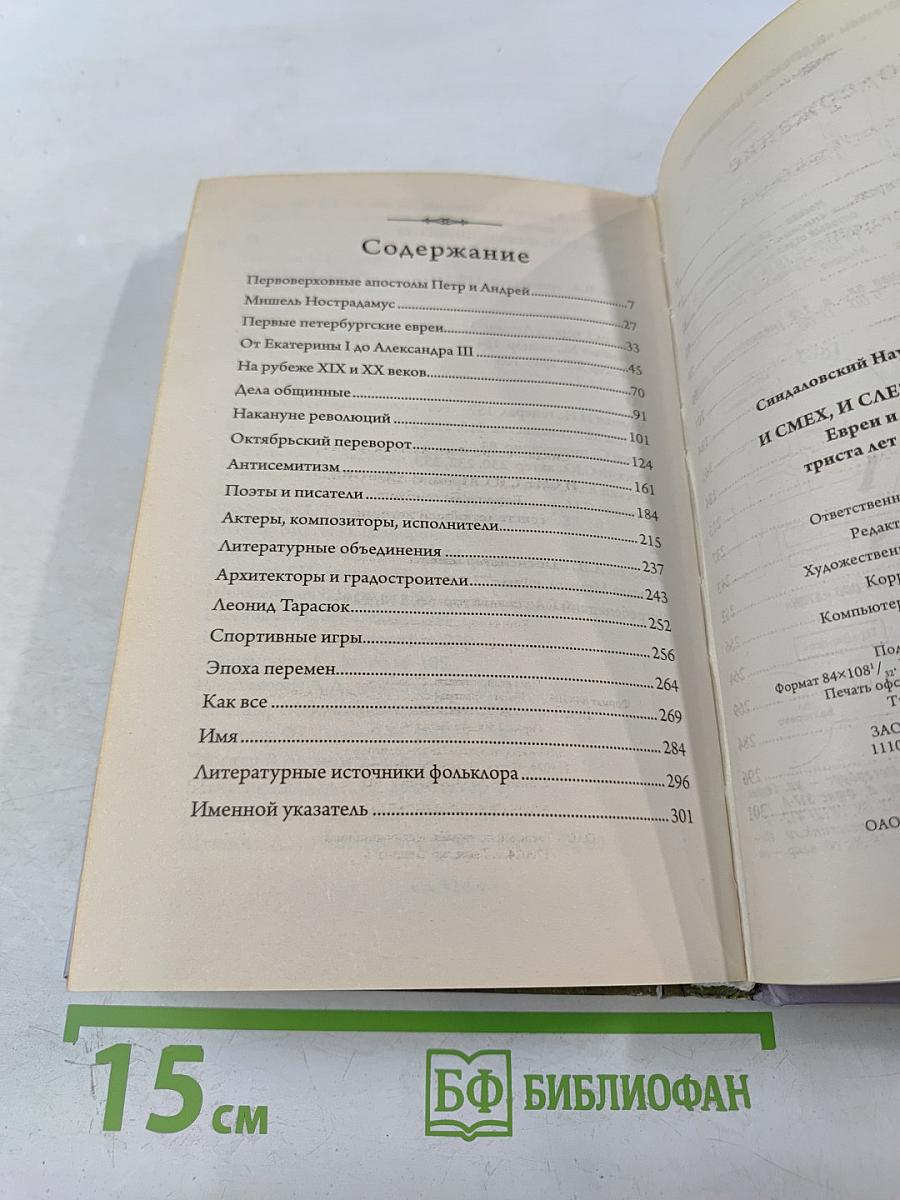 Содержание
Первоверховные апостолы Петр и Андрей 7
Мишель Нострадамус 27
Первые петербургские евреи 33
От Екатерины I до Александра III 45
На рубеже XIX и XX веков 70
Дела общинные 91
Накануне революций 101
Октябрьский переворот 124
Антисемитизм 161
Поэты и писатели 184
Актеры, композиторы, исполнители 215
Литературные объединения 237
Архитекторы и градостроители 243
Леонид Тарасюк 252
Спортивные игры 256
Эпоха перемен 264
Как все 269
Имя 284
Литературные источники фольклора 296
Именной указатель 301
Синдаловский Нау
И СМЕХ, И СЛЕ
Евреи и
триста лет
Ответственн
Редакт
Художественн
Корр
Компьютер
Под
Формат 84×108¹/₃₂.
Печать офс
Т
ЗАО
1110
ОАО
15 см
БФ БИБЛИОФАН